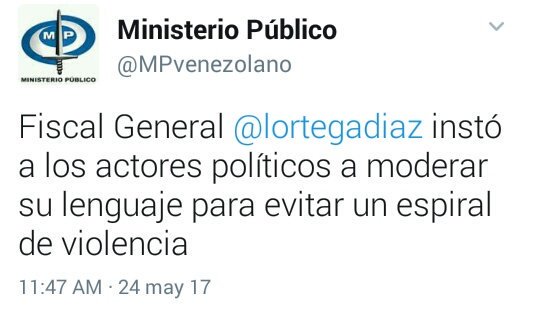 MP
MINISTERIO PÚBLICO
Ministerio Público
@MPvenezolano
Fiscal General @lortegadiaz instó
a los actores políticos a moderar
su lenguaje para evitar un espiral
de violencia
11:47 AM · 24 may 17